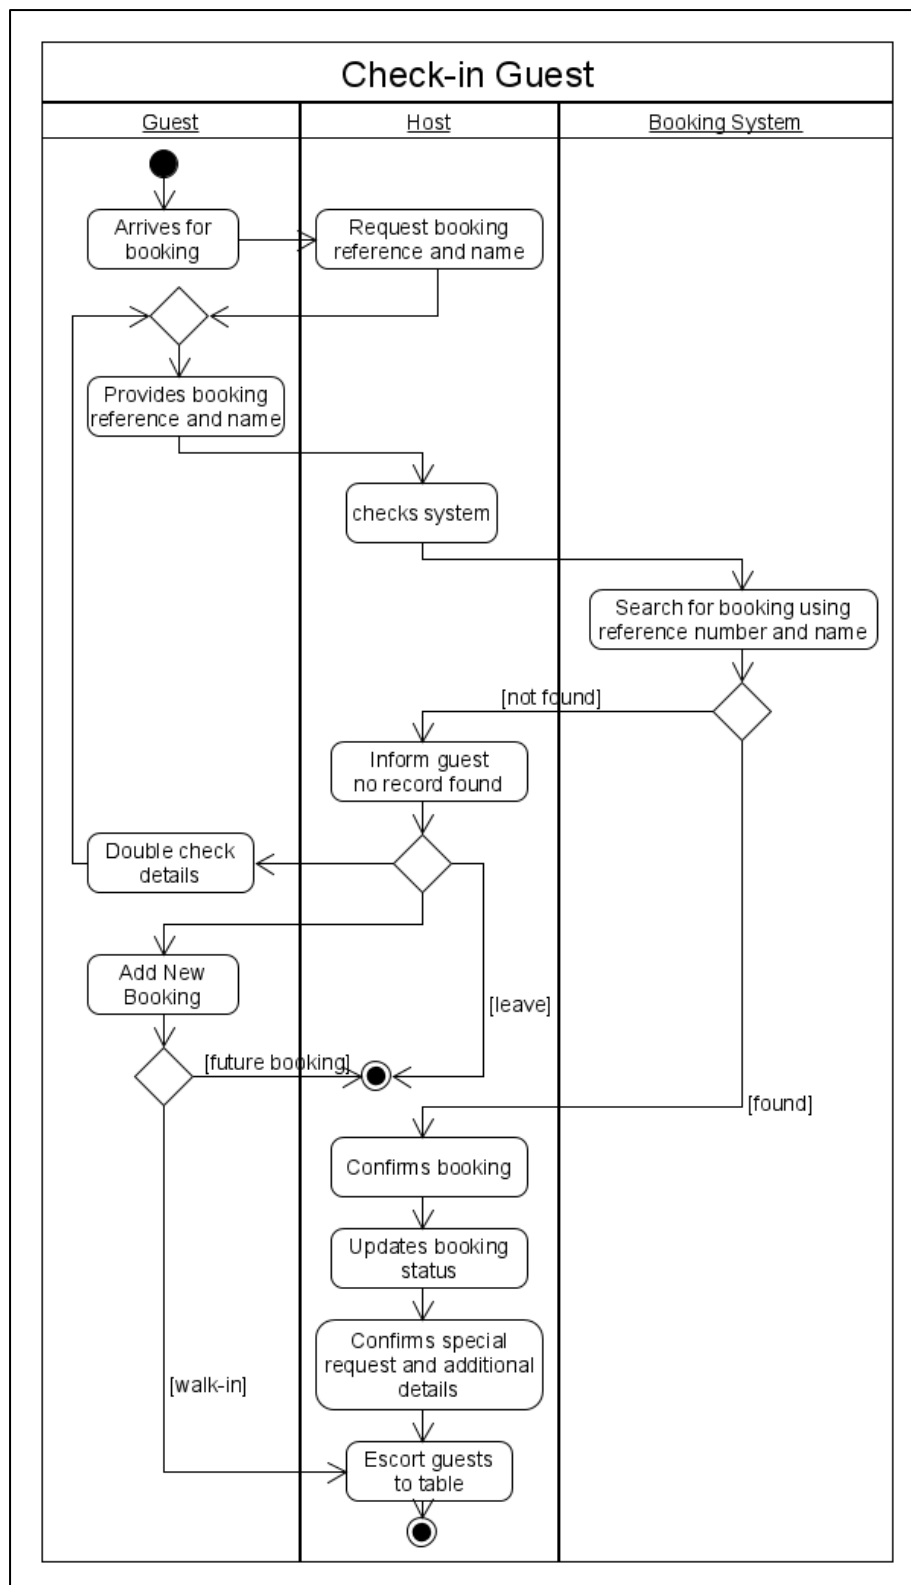 Check-in Guest
Guest
Host
Booking System
Arrives for
booking
Request booking
reference and name
Provides booking
reference and name
checks system
Search for booking using
reference number and name
[not found]
Inform guest
no record found
Double check
details
Add New
Booking
[leave]
[future booking]
[found]
Confirms booking
Updates booking
status
Confirms special
request and additional
details
[walk-in]
Escort guests
to table